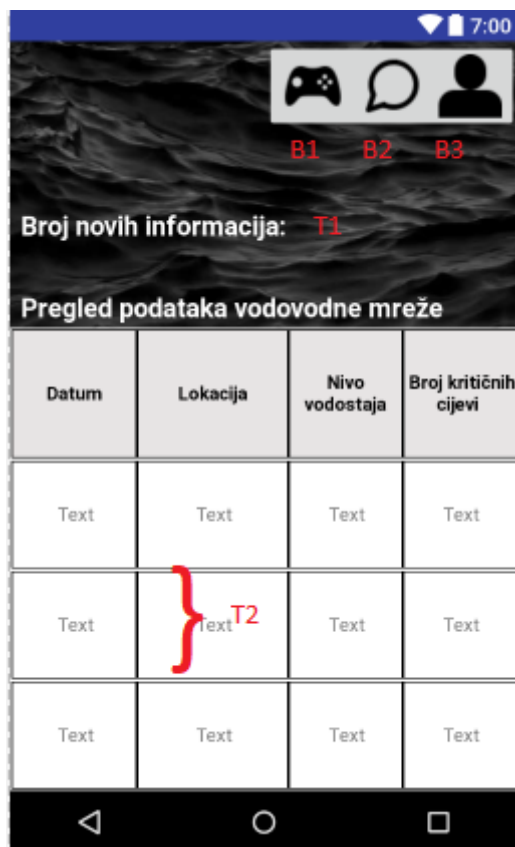 7:00
B1 B2 B3
Broj novih informacija: T1
Pregled podataka vodovodne mreže
Datum Lokacija Nivo vodostaja Broj kritičnih cijevi
Text Text Text Text
Text Text T2 Text Text
Text Text Text Text